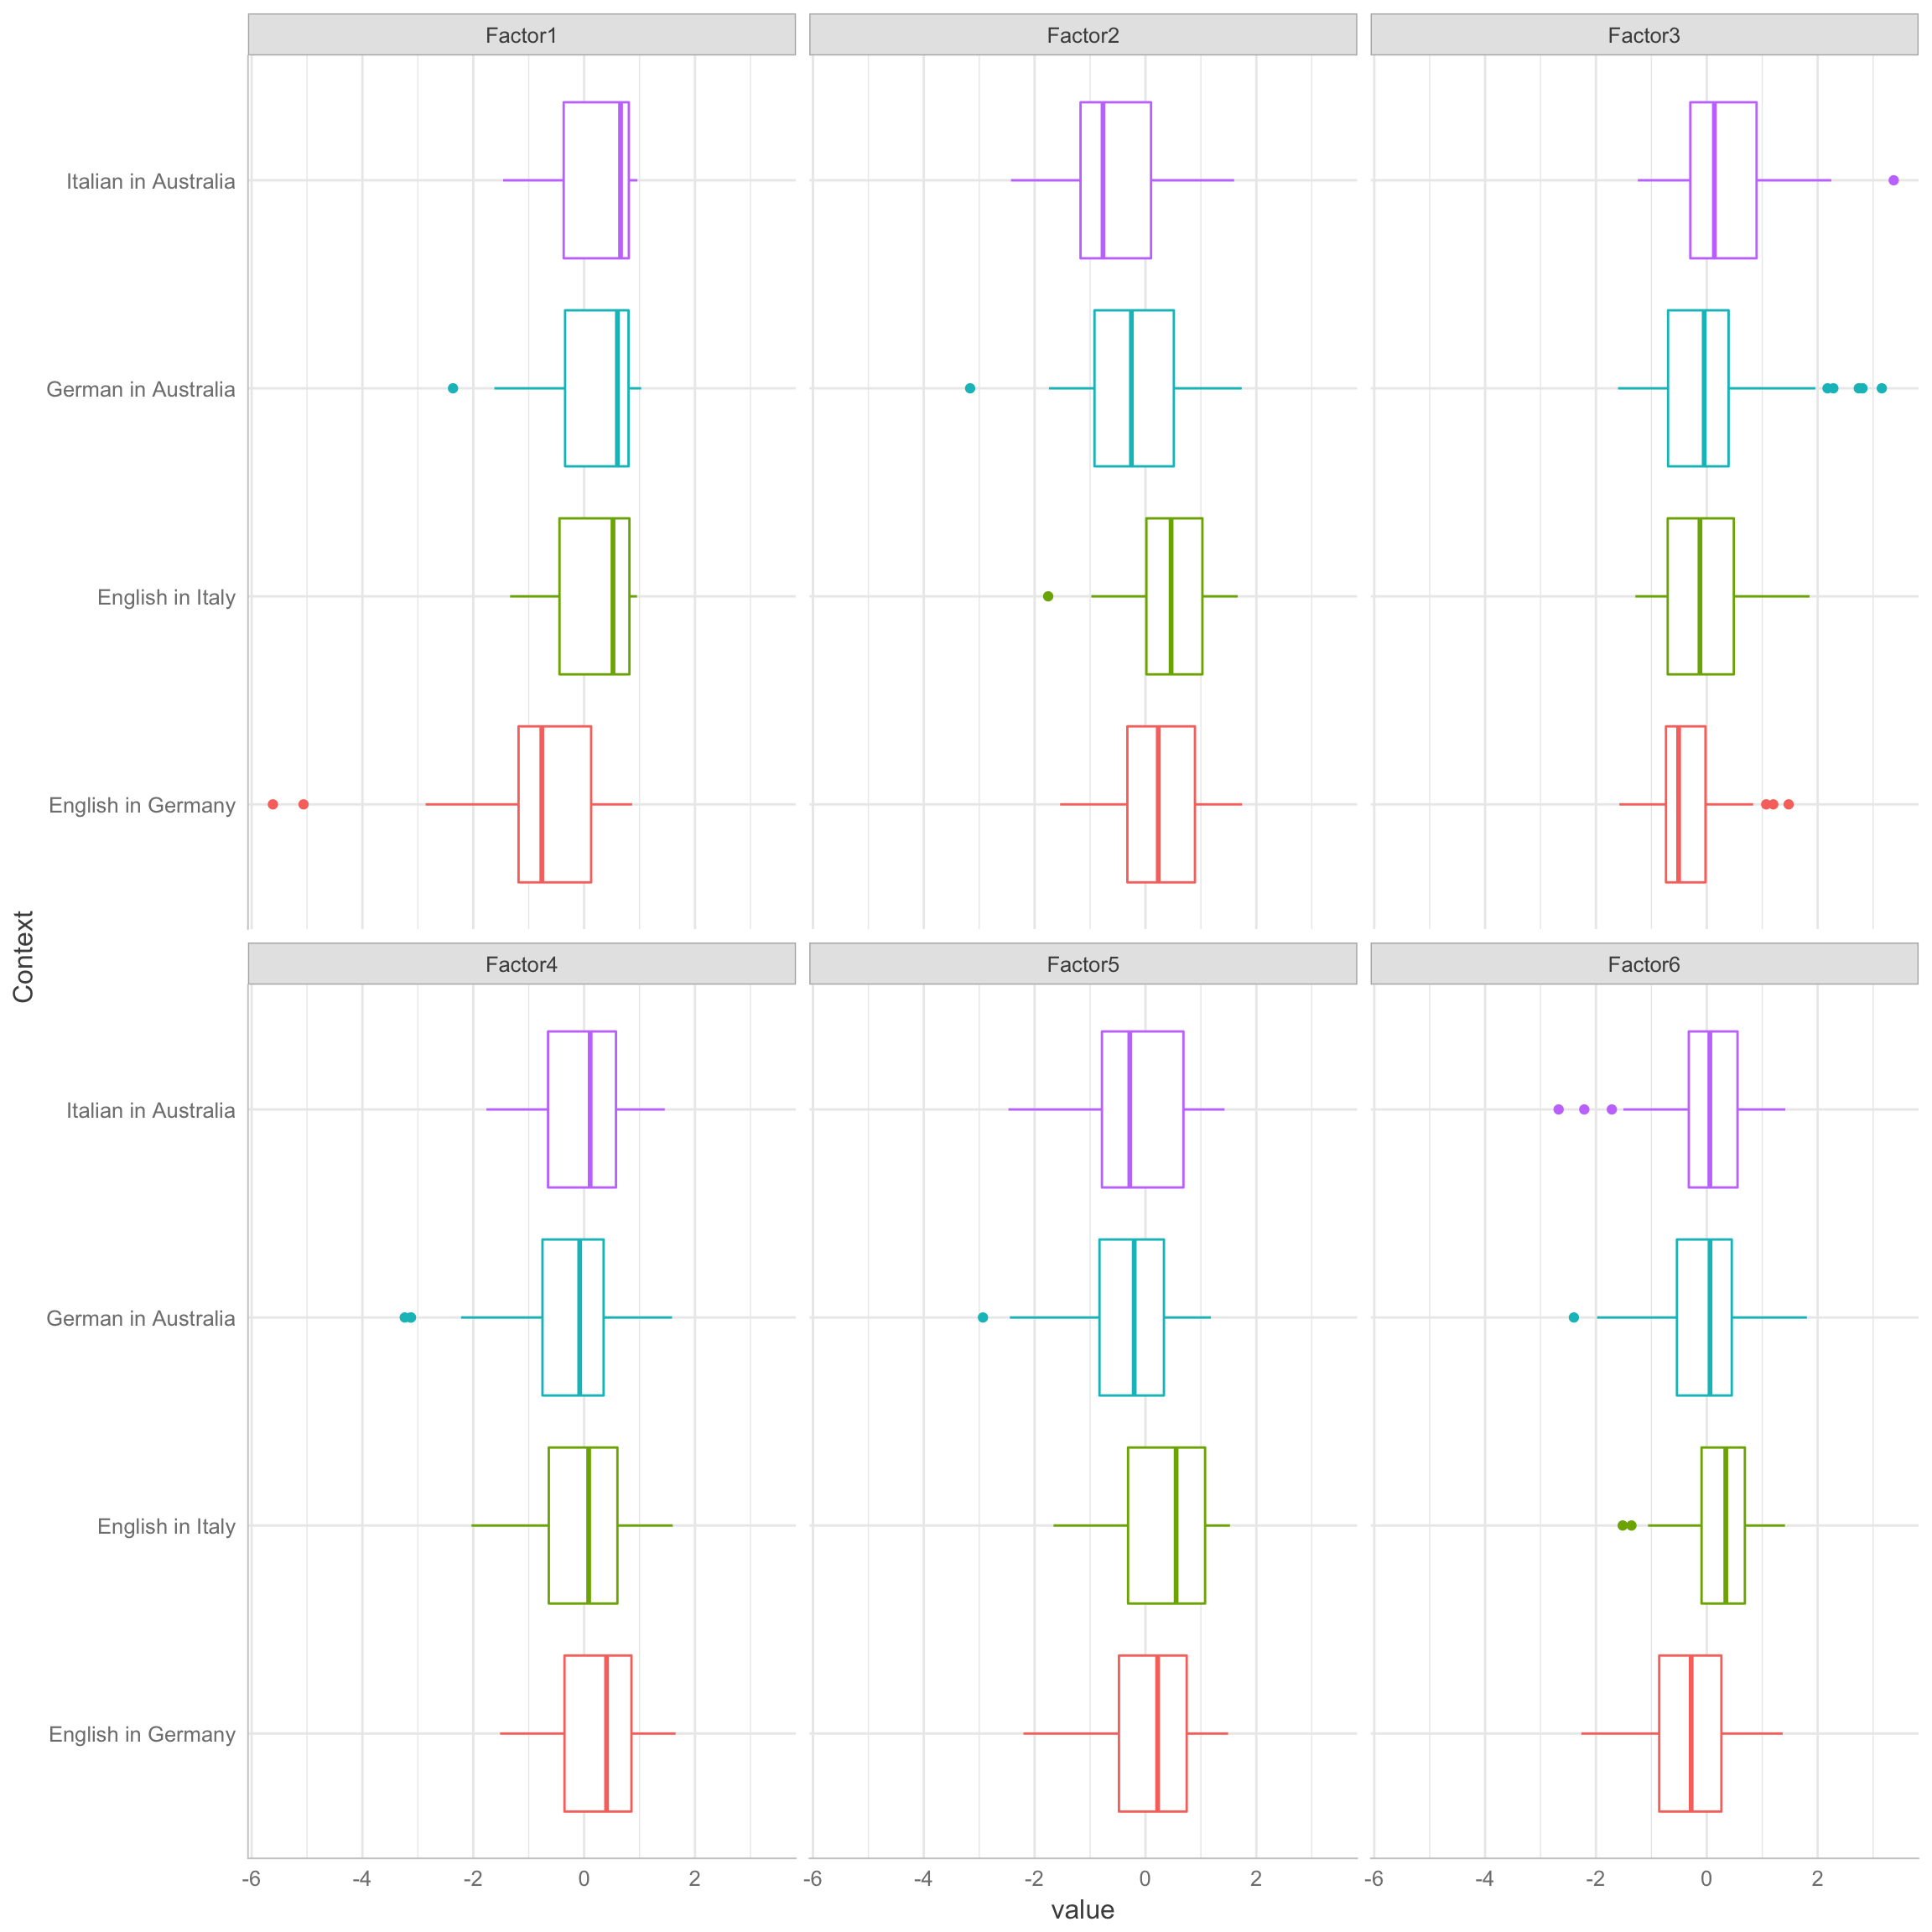 Factor1 Factor2 Factor3
Italian in Australia
German in Australia
English in Italy
English in Germany
Context
Factor4 Factor5 Factor6
Italian in Australia
German in Australia
English in Italy
English in Germany
-6 -4 -2 0 2 -6 -4 -2 0 2 -6 -4 -2 0 2
value